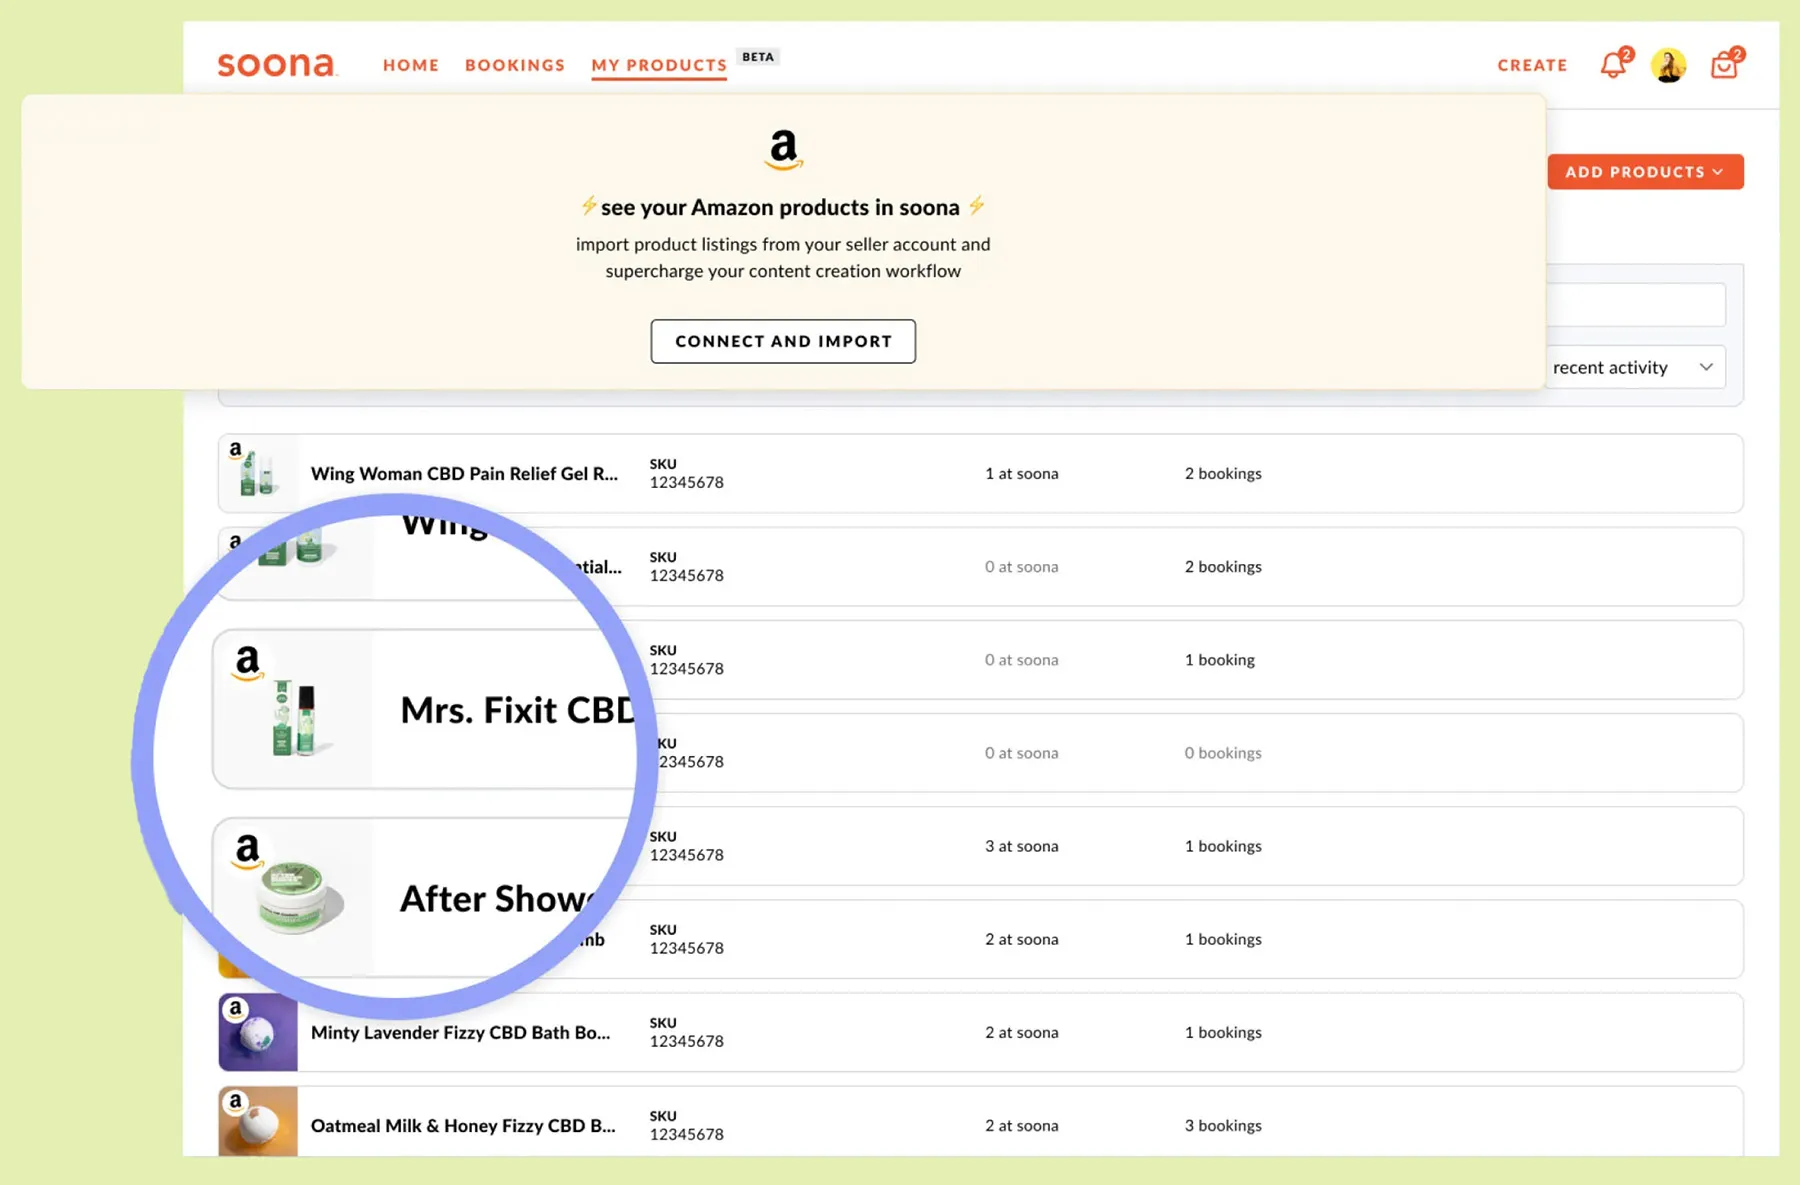 soona
HOME
BOOKINGS
MY PRODUCTS
BETA
CREATE
2
2
a
⚡see your Amazon products in soona⚡
import product listings from your seller account and
supercharge your content creation workflow
CONNECT AND IMPORT
ADD PRODUCTS
recent activity
a
Wing Woman CBD Pain Relief Gel R...
SKU
12345678
1 at soona
2 bookings
a
Wing
ntial...
SKU
12345678
0 at soona
2 bookings
a
Mrs. Fixit CBD
SKU
12345678
0 at soona
1 booking
KU
2345678
0 at soona
0 bookings
a
After Showe
SKU
12345678
3 at soona
1 bookings
mb
SKU
12345678
2 at soona
1 bookings
a
Minty Lavender Fizzy CBD Bath Bo...
SKU
12345678
2 at soona
1 bookings
a
Oatmeal Milk & Honey Fizzy CBD B...
SKU
12345678
2 at soona
3 bookings